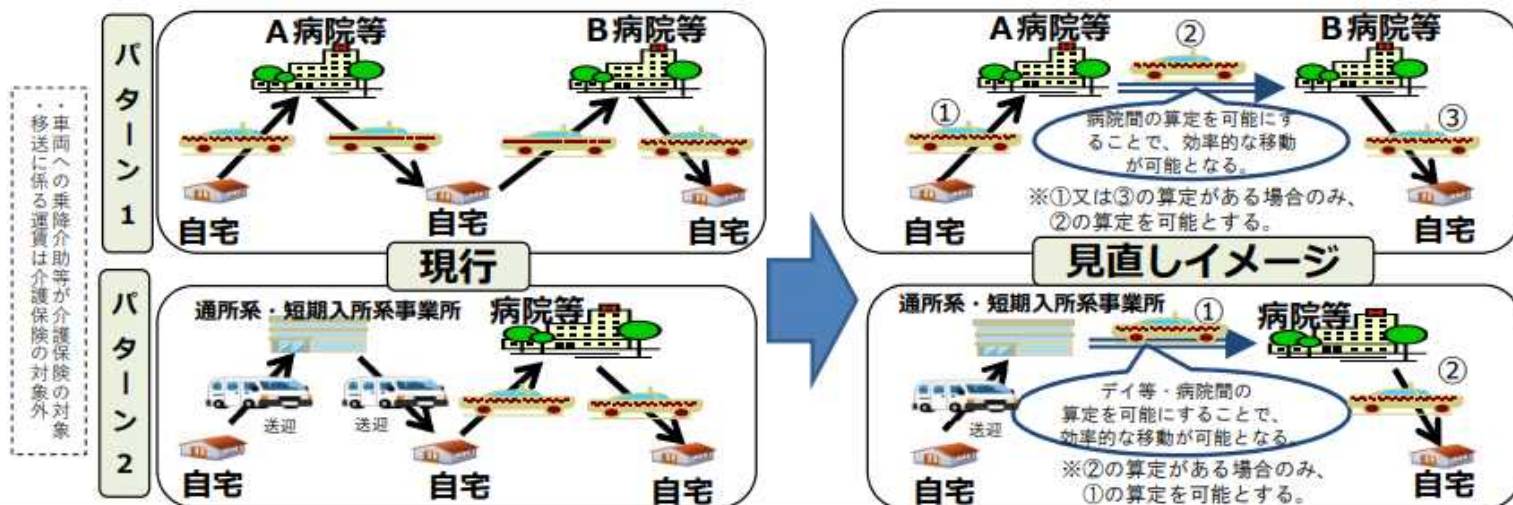 ・車両への乗降介助等が介護保険の対象
・移送に係る運賃は介護保険の対象外
パターン1
A病院等
B病院等
自宅
自宅
自宅
現行
パターン2
通所系・短期入所系事業所
病院等
送迎
送迎
自宅
自宅
自宅
A病院等
②
B病院等
①
病院間の算定を可能にす
ることで、効率的な移動
が可能となる。
③
※①又は③の算定がある場合のみ、
②の算定を可能とする。
自宅
自宅
見直しイメージ
通所系・短期入所系事業所
①
病院等
送迎
デイ等・病院間の
算定を可能にすることで、
効率的な移動が可能となる。
②
※②の算定がある場合のみ、
①の算定を可能とする。
自宅
自宅